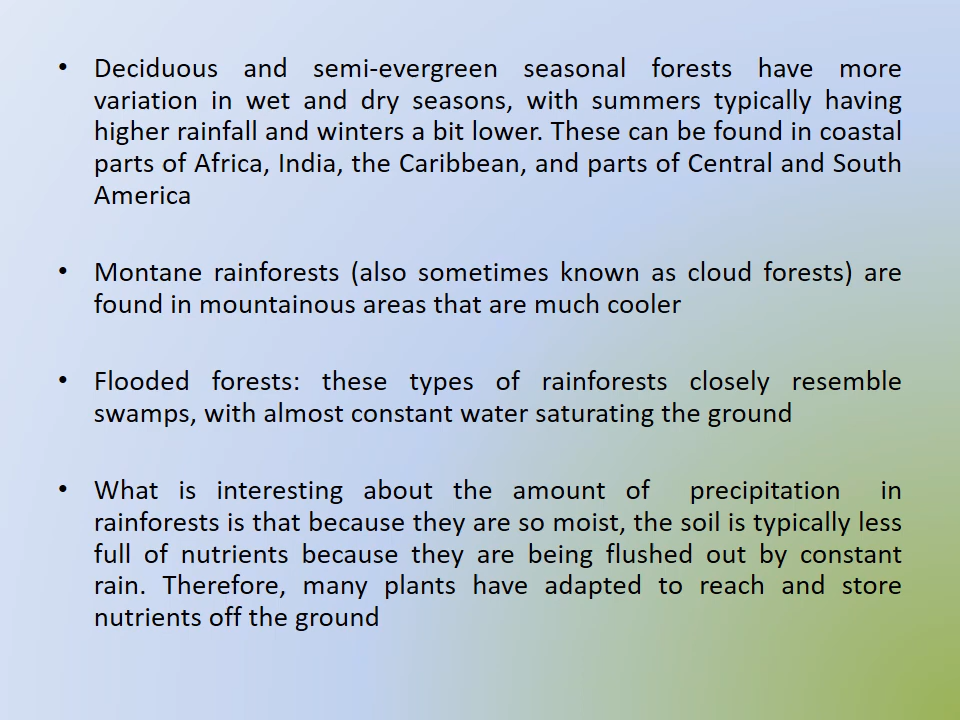 • Deciduous and semi-evergreen seasonal forests have more
variation in wet and dry seasons, with summers typically having
higher rainfall and winters a bit lower. These can be found in coastal
parts of Africa, India, the Caribbean, and parts of Central and South
America
• Montane rainforests (also sometimes known as cloud forests) are
found in mountainous areas that are much cooler
• Flooded forests: these types of rainforests closely resemble
swamps, with almost constant water saturating the ground
• What is interesting about the amount of precipitation in
rainforests is that because they are so moist, the soil is typically less
full of nutrients because they are being flushed out by constant
rain. Therefore, many plants have adapted to reach and store
nutrients off the ground